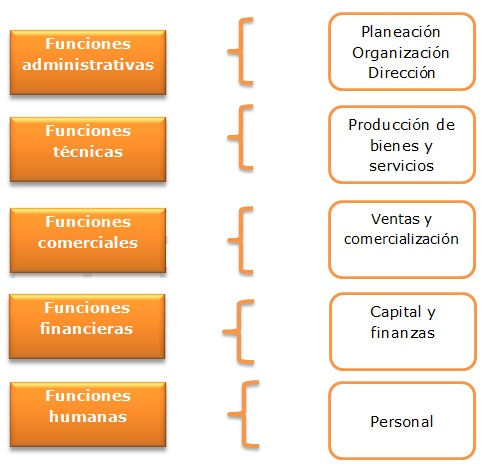 Funciones
administrativas
Planeación
Organización
Dirección
Funciones
técnicas
Producción de
bienes y
servicios
Funciones
comerciales
Ventas y
comercialización
Funciones
financieras
Capital y
finanzas
Funciones
humanas
Personal